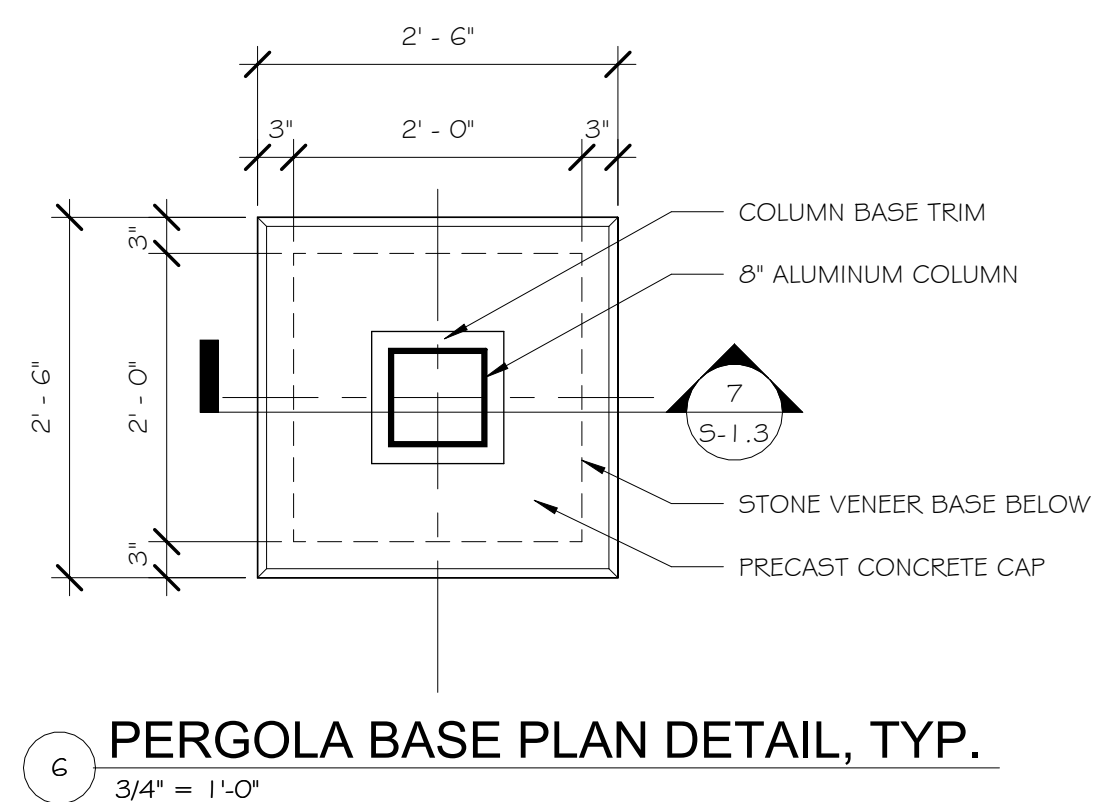 2' - 6"
3" 2' - 0" 3"
COLUMN BASE TRIM
8" ALUMINUM COLUMN
3"
2' - 6"
2' - 0"
3"
7
S-1.3
STONE VENEER BASE BELOW
PRECAST CONCRETE CAP
6
PERGOLA BASE PLAN DETAIL, TYP.
3/4" = 1'-0"